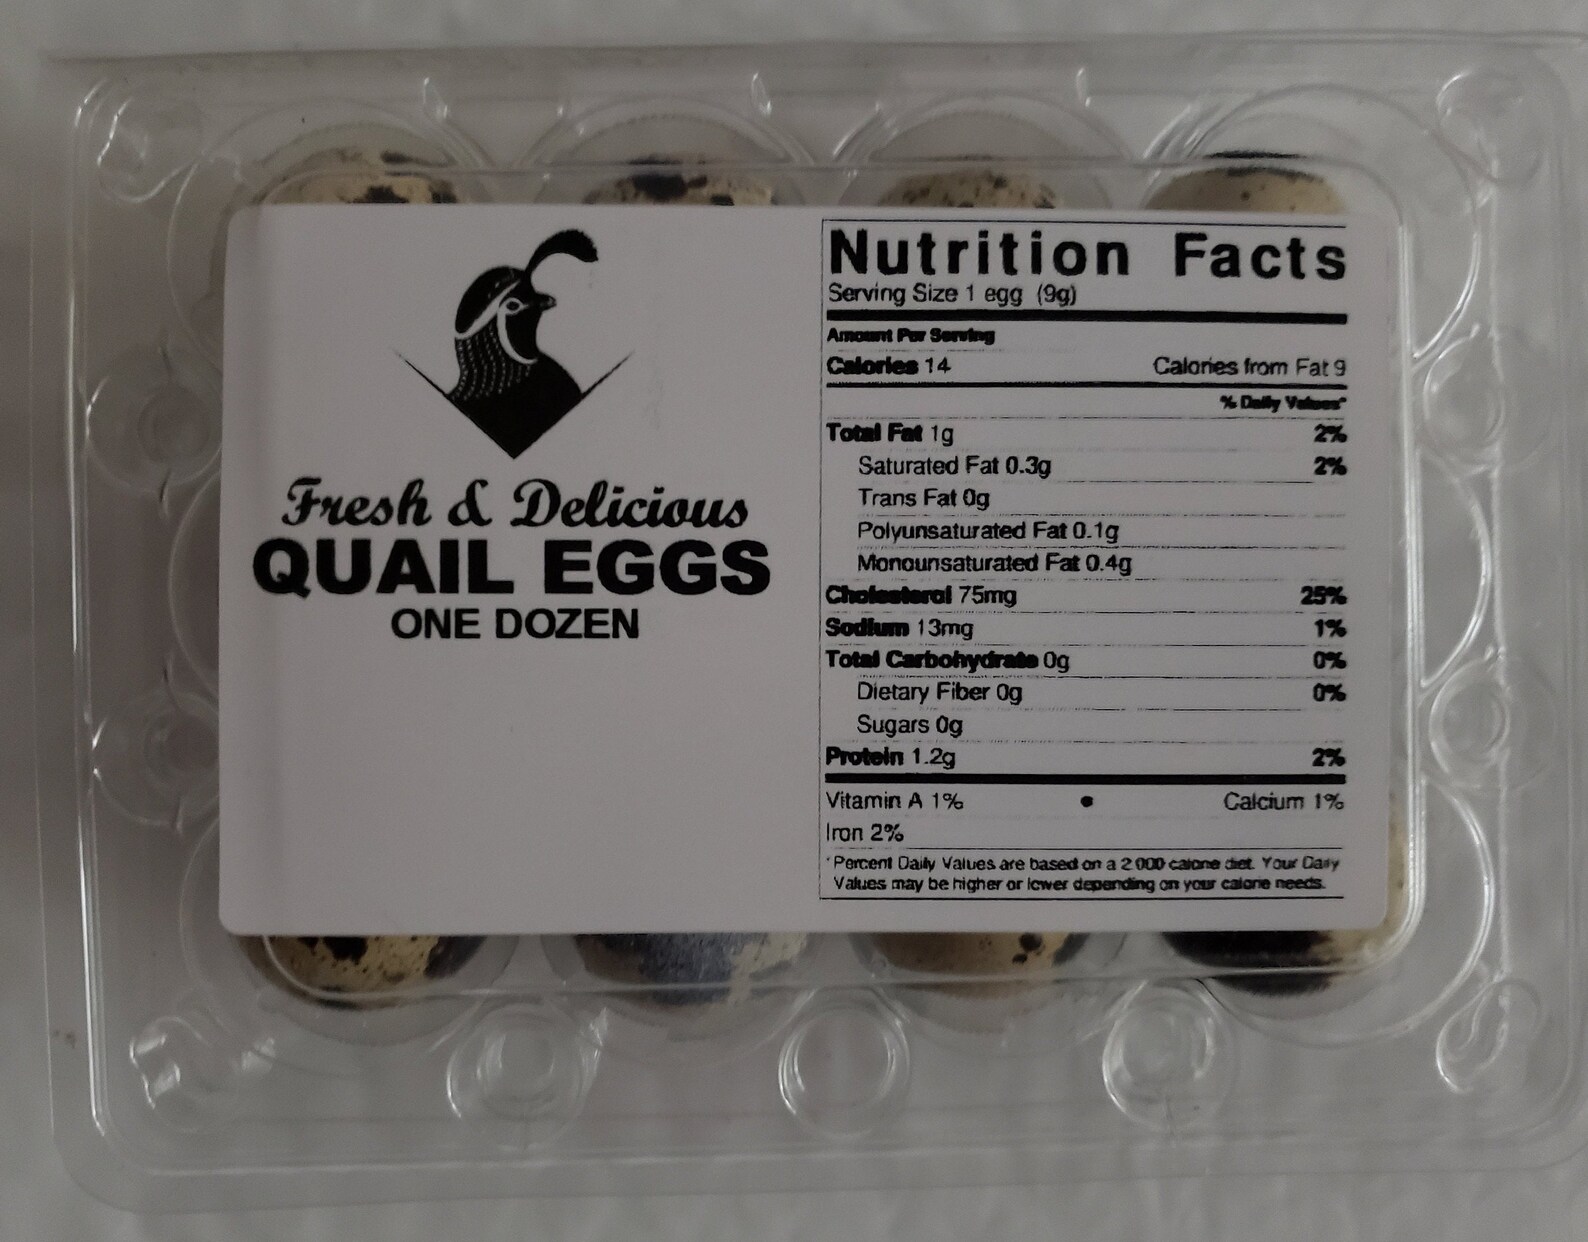 Fresh & Delicious
QUAIL EGGS
ONE DOZEN
Nutrition Facts
Serving Size 1 egg (9g)
Amount Per Serving
Calories 14 Calories from Fat 9
% Daily Values*
Total Fat 1g 2%
Saturated Fat 0.3g 2%
Trans Fat 0g
Polyunsaturated Fat 0.1g
Monounsaturated Fat 0.4g
Cholesterol 75mg 25%
Sodium 13mg 1%
Total Carbohydrate 0g 0%
Dietary Fiber 0g 0%
Sugars 0g
Protein 1.2g 2%
Vitamin A 1% • Calcium 1%
Iron 2%
*Percent Daily Values are based on a 2 000 calorie diet. Your Daily
Values may be higher or lower depending on your calorie needs.